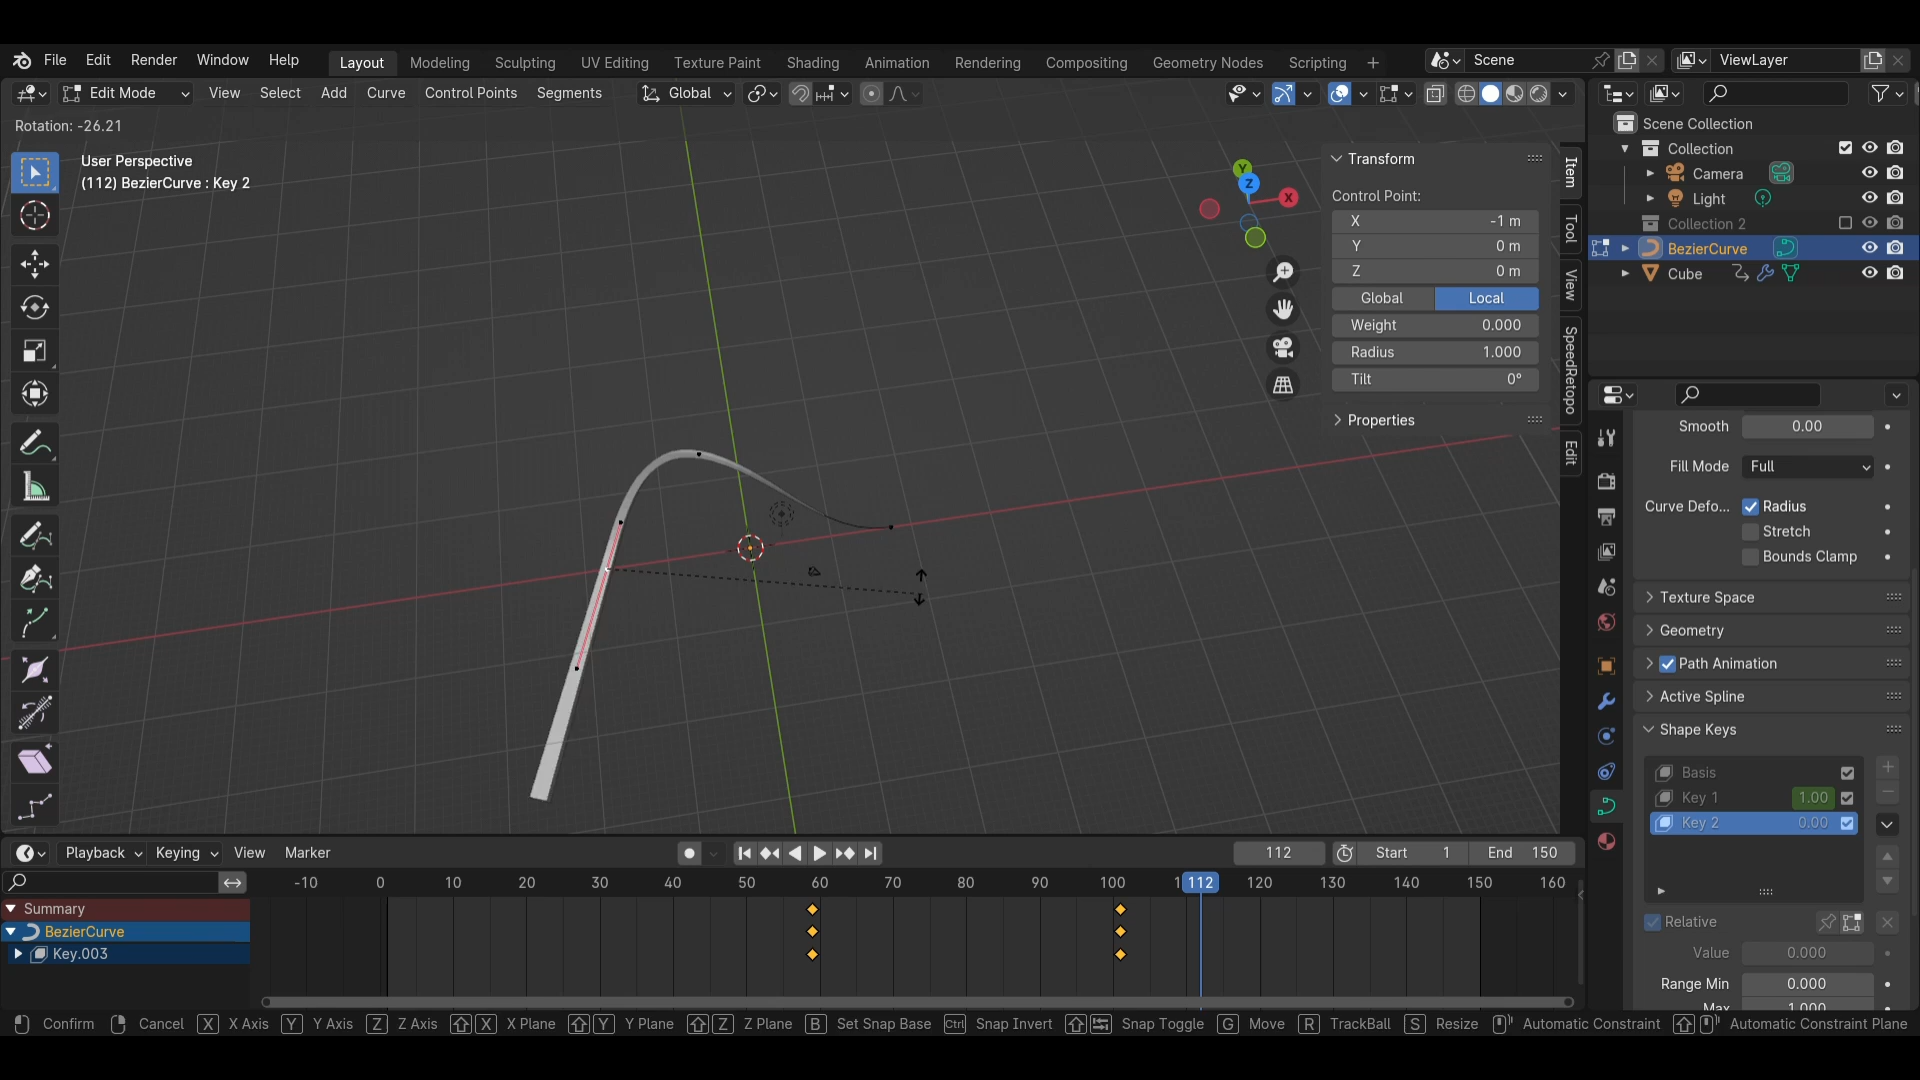 File Edit Render Window Help Layout Modeling Sculpting UV Editing Texture Paint Shading Animation Rendering Compositing Geometry Nodes Scripting + Scene ViewLayer
Edit Mode View Select Add Curve Control Points Segments Global
Rotation: -26.21
User Perspective
(112) BezierCurve : Key 2
Y
Z
X
Transform
Control Point:
X -1 m
Y 0 m
Z 0 m
Global Local
Weight 0.000
Radius 1.000
Tilt 0°
Properties
Item
Tool
View
SpeedRetopo
Edit
Scene Collection
Collection
Camera
Light
Collection 2
BezierCurve
Cube
Smooth 0.00
Fill Mode Full
Curve Defo... Radius
Stretch
Bounds Clamp
Texture Space
Geometry
Path Animation
Active Spline
Shape Keys
Basis
Key 1 1.00
Key 2 0.00
Relative
Value 0.000
Range Min 0.000
Max 1.000
Playback Keying View Marker 112 Start 1 End 150
-10 0 10 20 30 40 50 60 70 80 90 100 1 112 120 130 140 150 160
Summary
BezierCurve
Key.003
Confirm Cancel X X Axis Y Y Axis Z Z Axis X X Plane Y Y Plane Z Z Plane B Set Snap Base Ctrl Snap Invert Snap Toggle G Move R TrackBall S Resize Automatic Constraint Automatic Constraint Plane